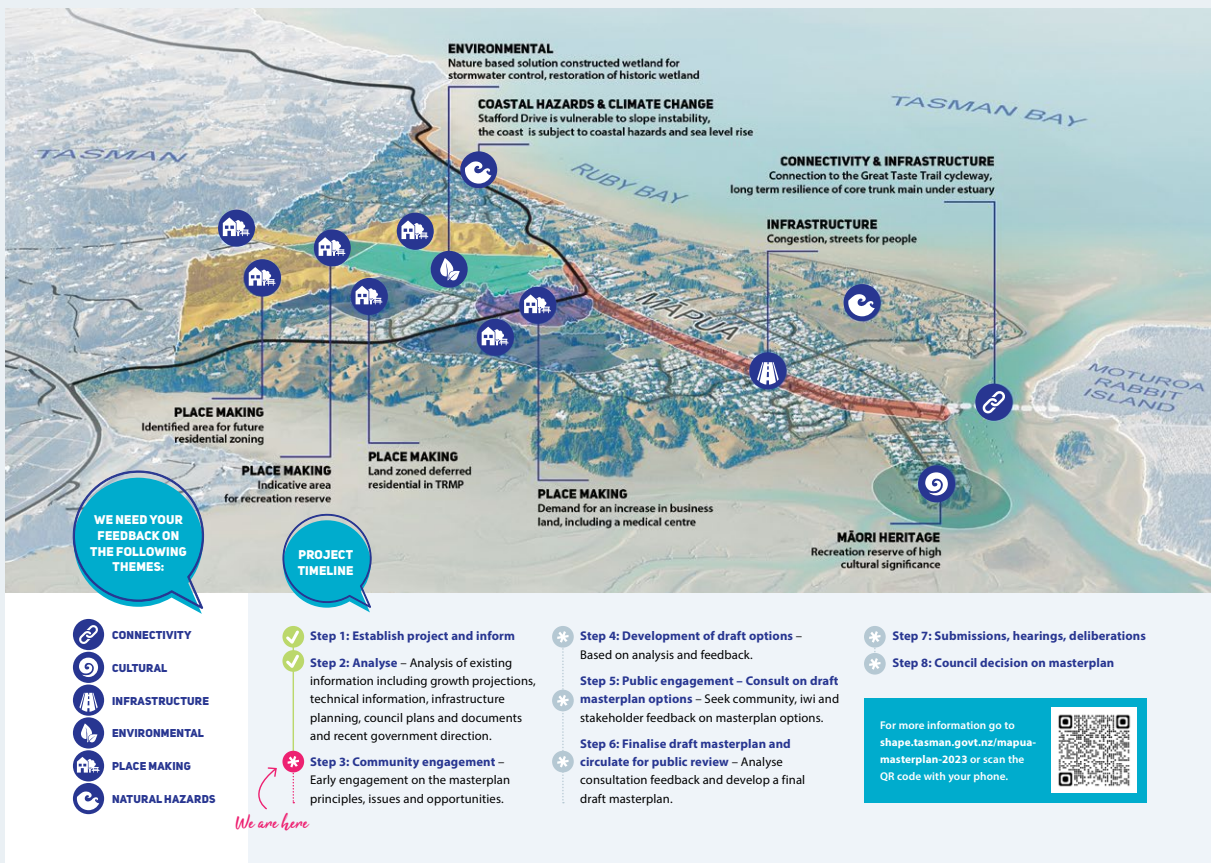 ENVIRONMENTAL
Nature based solution constructed wetland for
stormwater control, restoration of historic wetland
COASTAL HAZARDS & CLIMATE CHANGE
Stafford Drive is vulnerable to slope instability,
the coast is subject to coastal hazards and sea level rise
TASMAN BAY
TASMAN
RUBY BAY
CONNECTIVITY & INFRASTRUCTURE
Connection to the Great Taste Trail cycleway,
long term resilience of core trunk main under estuary
INFRASTRUCTURE
Congestion, streets for people
MAPUA
MOTUROA
RABBIT
ISLAND
PLACE MAKING
Identified area for future
residential zoning
PLACE MAKING
Indicative area
for recreation reserve
PLACE MAKING
Land zoned deferred
residential in TRMP
PLACE MAKING
Demand for an increase in business
land, including a medical centre
MĀORI HERITAGE
Recreation reserve of high
cultural significance
WE NEED YOUR
FEEDBACK ON
THE FOLLOWING
THEMES:
CONNECTIVITY
CULTURAL
INFRASTRUCTURE
ENVIRONMENTAL
PLACE MAKING
NATURAL HAZARDS
PROJECT
TIMELINE
Step 1: Establish project and inform
Step 2: Analyse – Analysis of existing
information including growth projections,
technical information, infrastructure
planning, council plans and documents
and recent government direction.
Step 3: Community engagement –
Early engagement on the masterplan
principles, issues and opportunities.
We are here
Step 4: Development of draft options –
Based on analysis and feedback.
Step 5: Public engagement – Consult on draft
masterplan options – Seek community, iwi and
stakeholder feedback on masterplan options.
Step 6: Finalise draft masterplan and
circulate for public review – Analyse
consultation feedback and develop a final
draft masterplan.
Step 7: Submissions, hearings, deliberations
Step 8: Council decision on masterplan
For more information go to
shape.tasman.govt.nz/mapua-
masterplan-2023 or scan the
QR code with your phone.